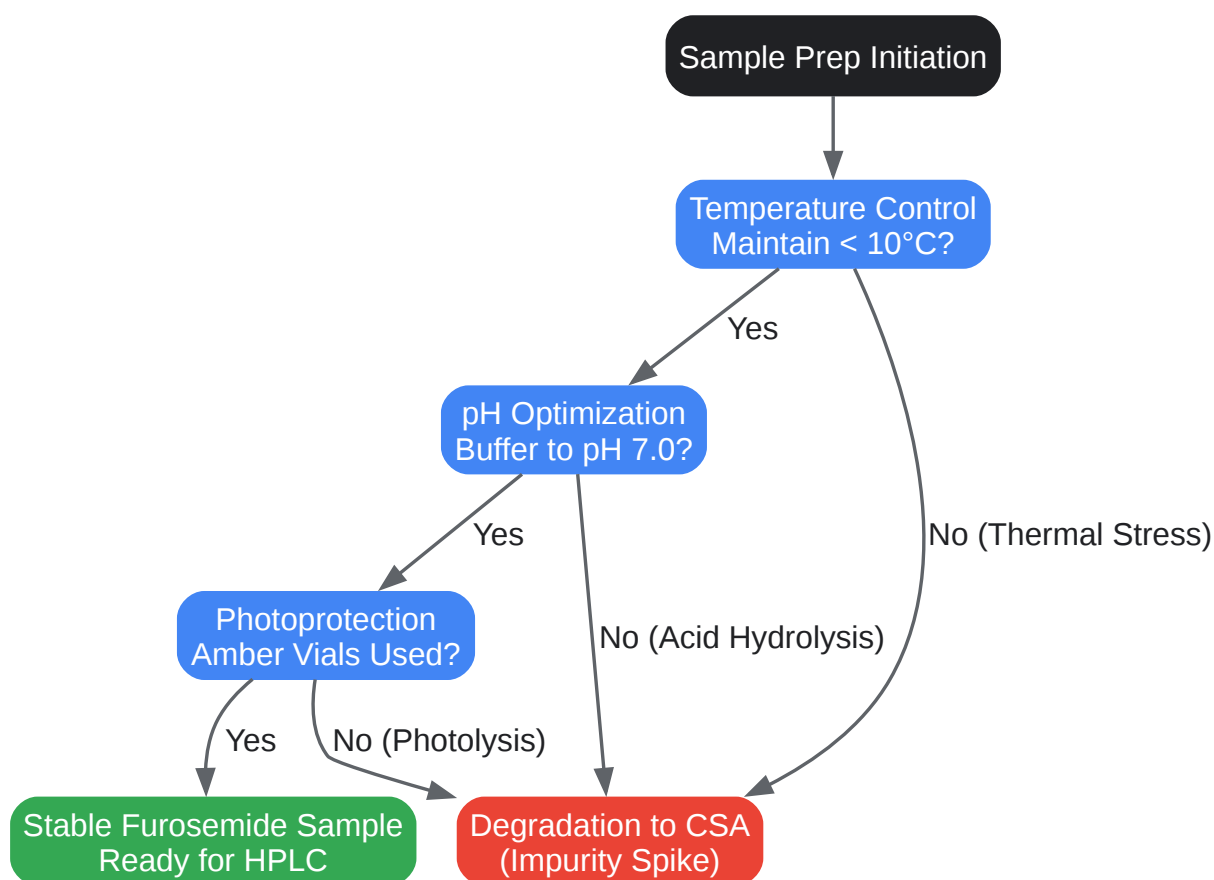 Sample Prep Initiation
Temperature Control
Maintain < 10°C?
Yes
pH Optimization
Buffer to pH 7.0?
Yes
No (Thermal Stress)
Photoprotection
Amber Vials Used?
No (Acid Hydrolysis)
Yes
No (Photolysis)
Stable Furosemide Sample
Ready for HPLC
Degradation to CSA
(Impurity Spike)